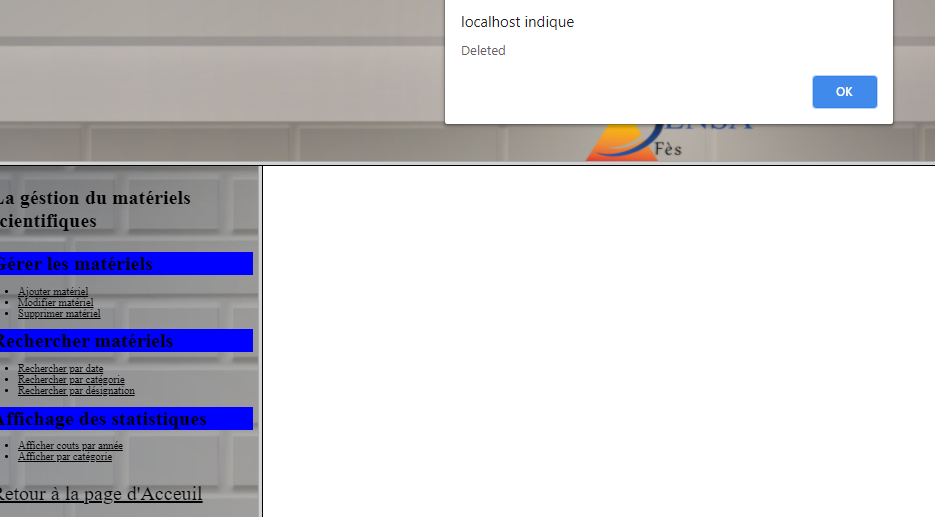 localhost indique
Deleted
OK
ENSA
Fès
La géstion du matériels
scientifiques
Gérer les matériels
Ajouter matériel
Modifier matériel
Supprimer matériel
Rechercher matériels
Rechercher par date
Rechercher par catégorie
Rechercher par désignation
Affichage des statistiques
Afficher couts par année
Afficher par catégorie
Retour à la page d'Acceuil